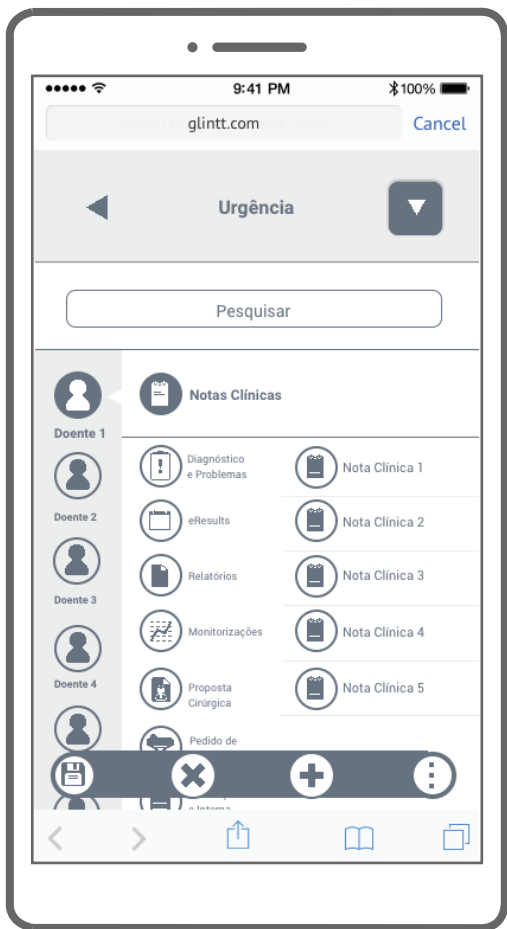 9:41 PM
100%
glintt.com
Cancel
Urgência
Pesquisar
Doente 1
Notas Clínicas
Doente 2
Doente 3
Doente 4
Diagnóstico
e Problemas
eResults
Relatórios
Monitorizações
Proposta
Cirúrgica
Pedido de
e Interna
Nota Clínica 1
Nota Clínica 2
Nota Clínica 3
Nota Clínica 4
Nota Clínica 5